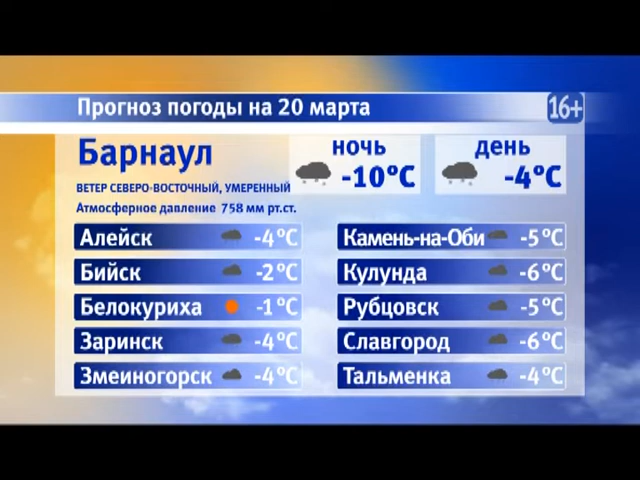 Прогноз погоды на 20 марта 16+
Барнаул
ночь -10°C
день -4°C
ВЕТЕР СЕВЕРО-ВОСТОЧНЫЙ, УМЕРЕННЫЙ
Атмосферное давление 758 мм рт.ст.
Алейск -4°C
Бийск -2°C
Белокуриха -1°C
Заринск -4°C
Змеиногорск -4°C
Камень-на-Оби -5°C
Кулунда -6°C
Рубцовск -5°C
Славгород -6°C
Тальменка -4°C